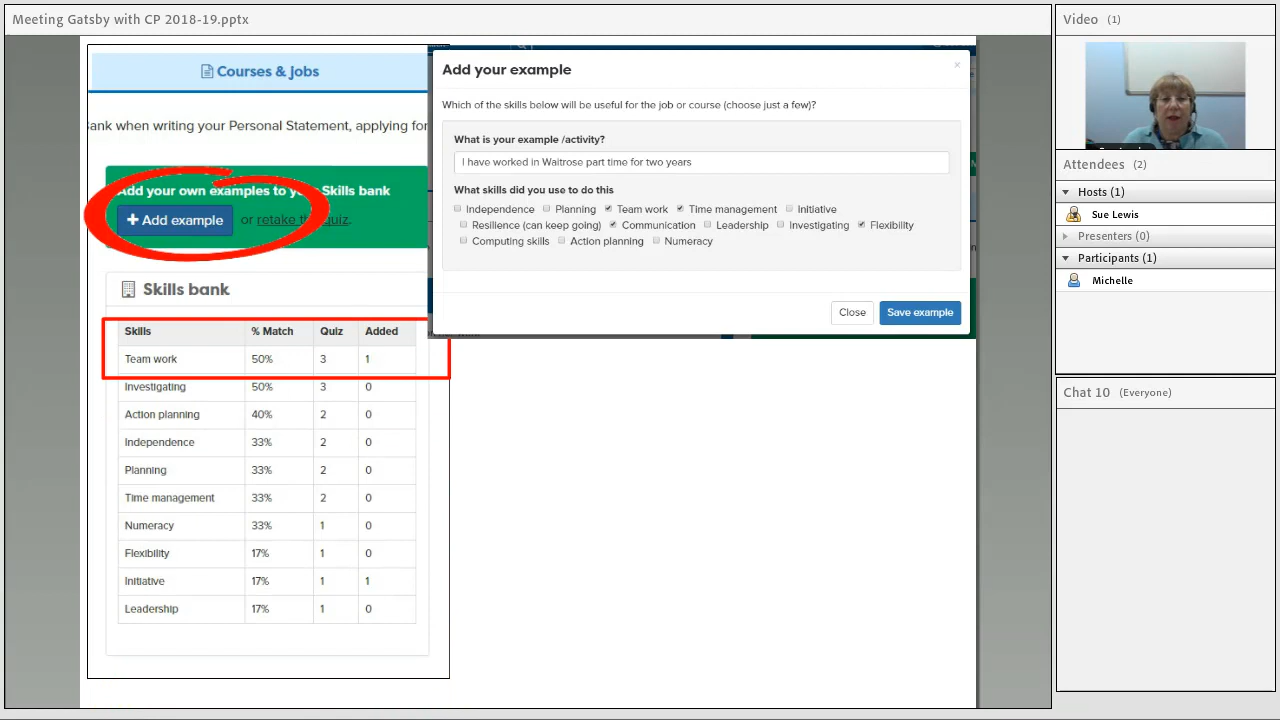 Meeting Gatsby with CP 2018-19.pptx
Courses & Jobs
Bank when writing your Personal Statement, applying for
Add your own examples to your Skills bank
+ Add example or retake the quiz.
Skills bank
Skills % Match Quiz Added
Team work 50% 3 1
Investigating 50% 3 0
Action planning 40% 2 0
Independence 33% 2 0
Planning 33% 2 0
Time management 33% 2 0
Numeracy 33% 1 0
Flexibility 17% 1 0
Initiative 17% 1 1
Leadership 17% 1 0
Add your example ×
Which of the skills below will be useful for the job or course (choose just a few)?
What is your example /activity?
I have worked in Waitrose part time for two years
What skills did you use to do this
Independence Planning Team work Time management Initiative
Resilience (can keep going) Communication Leadership Investigating Flexibility
Computing skills Action planning Numeracy
Close Save example
Video (1)
Attendees (2)
Hosts (1)
Sue Lewis
Presenters (0)
Participants (1)
Michelle
Chat 10 (Everyone)